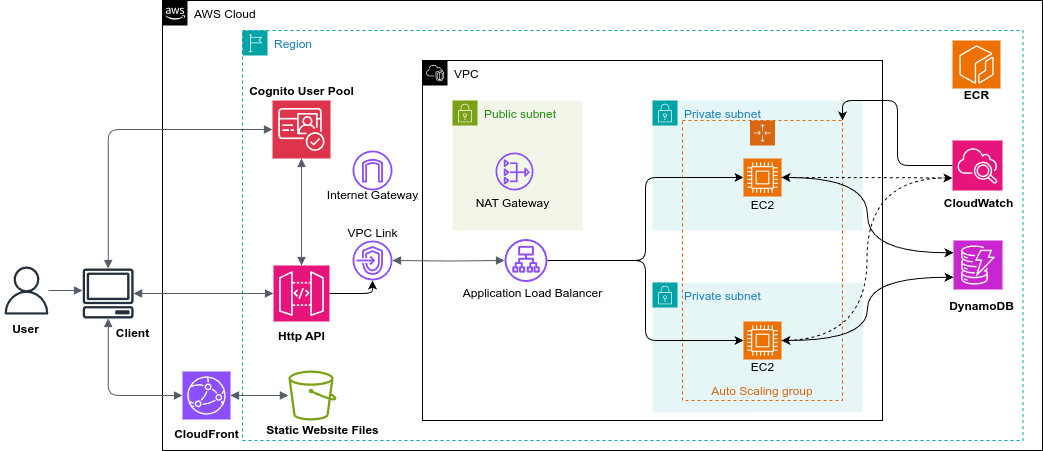 aws
AWS Cloud
Region
VPC
ECR
Cognito User Pool
Public subnet
Private subnet
Internet Gateway
NAT Gateway
EC2
CloudWatch
VPC Link
Application Load Balancer
Private subnet
User
Client
Http API
DynamoDB
EC2
Auto Scaling group
CloudFront
Static Website Files